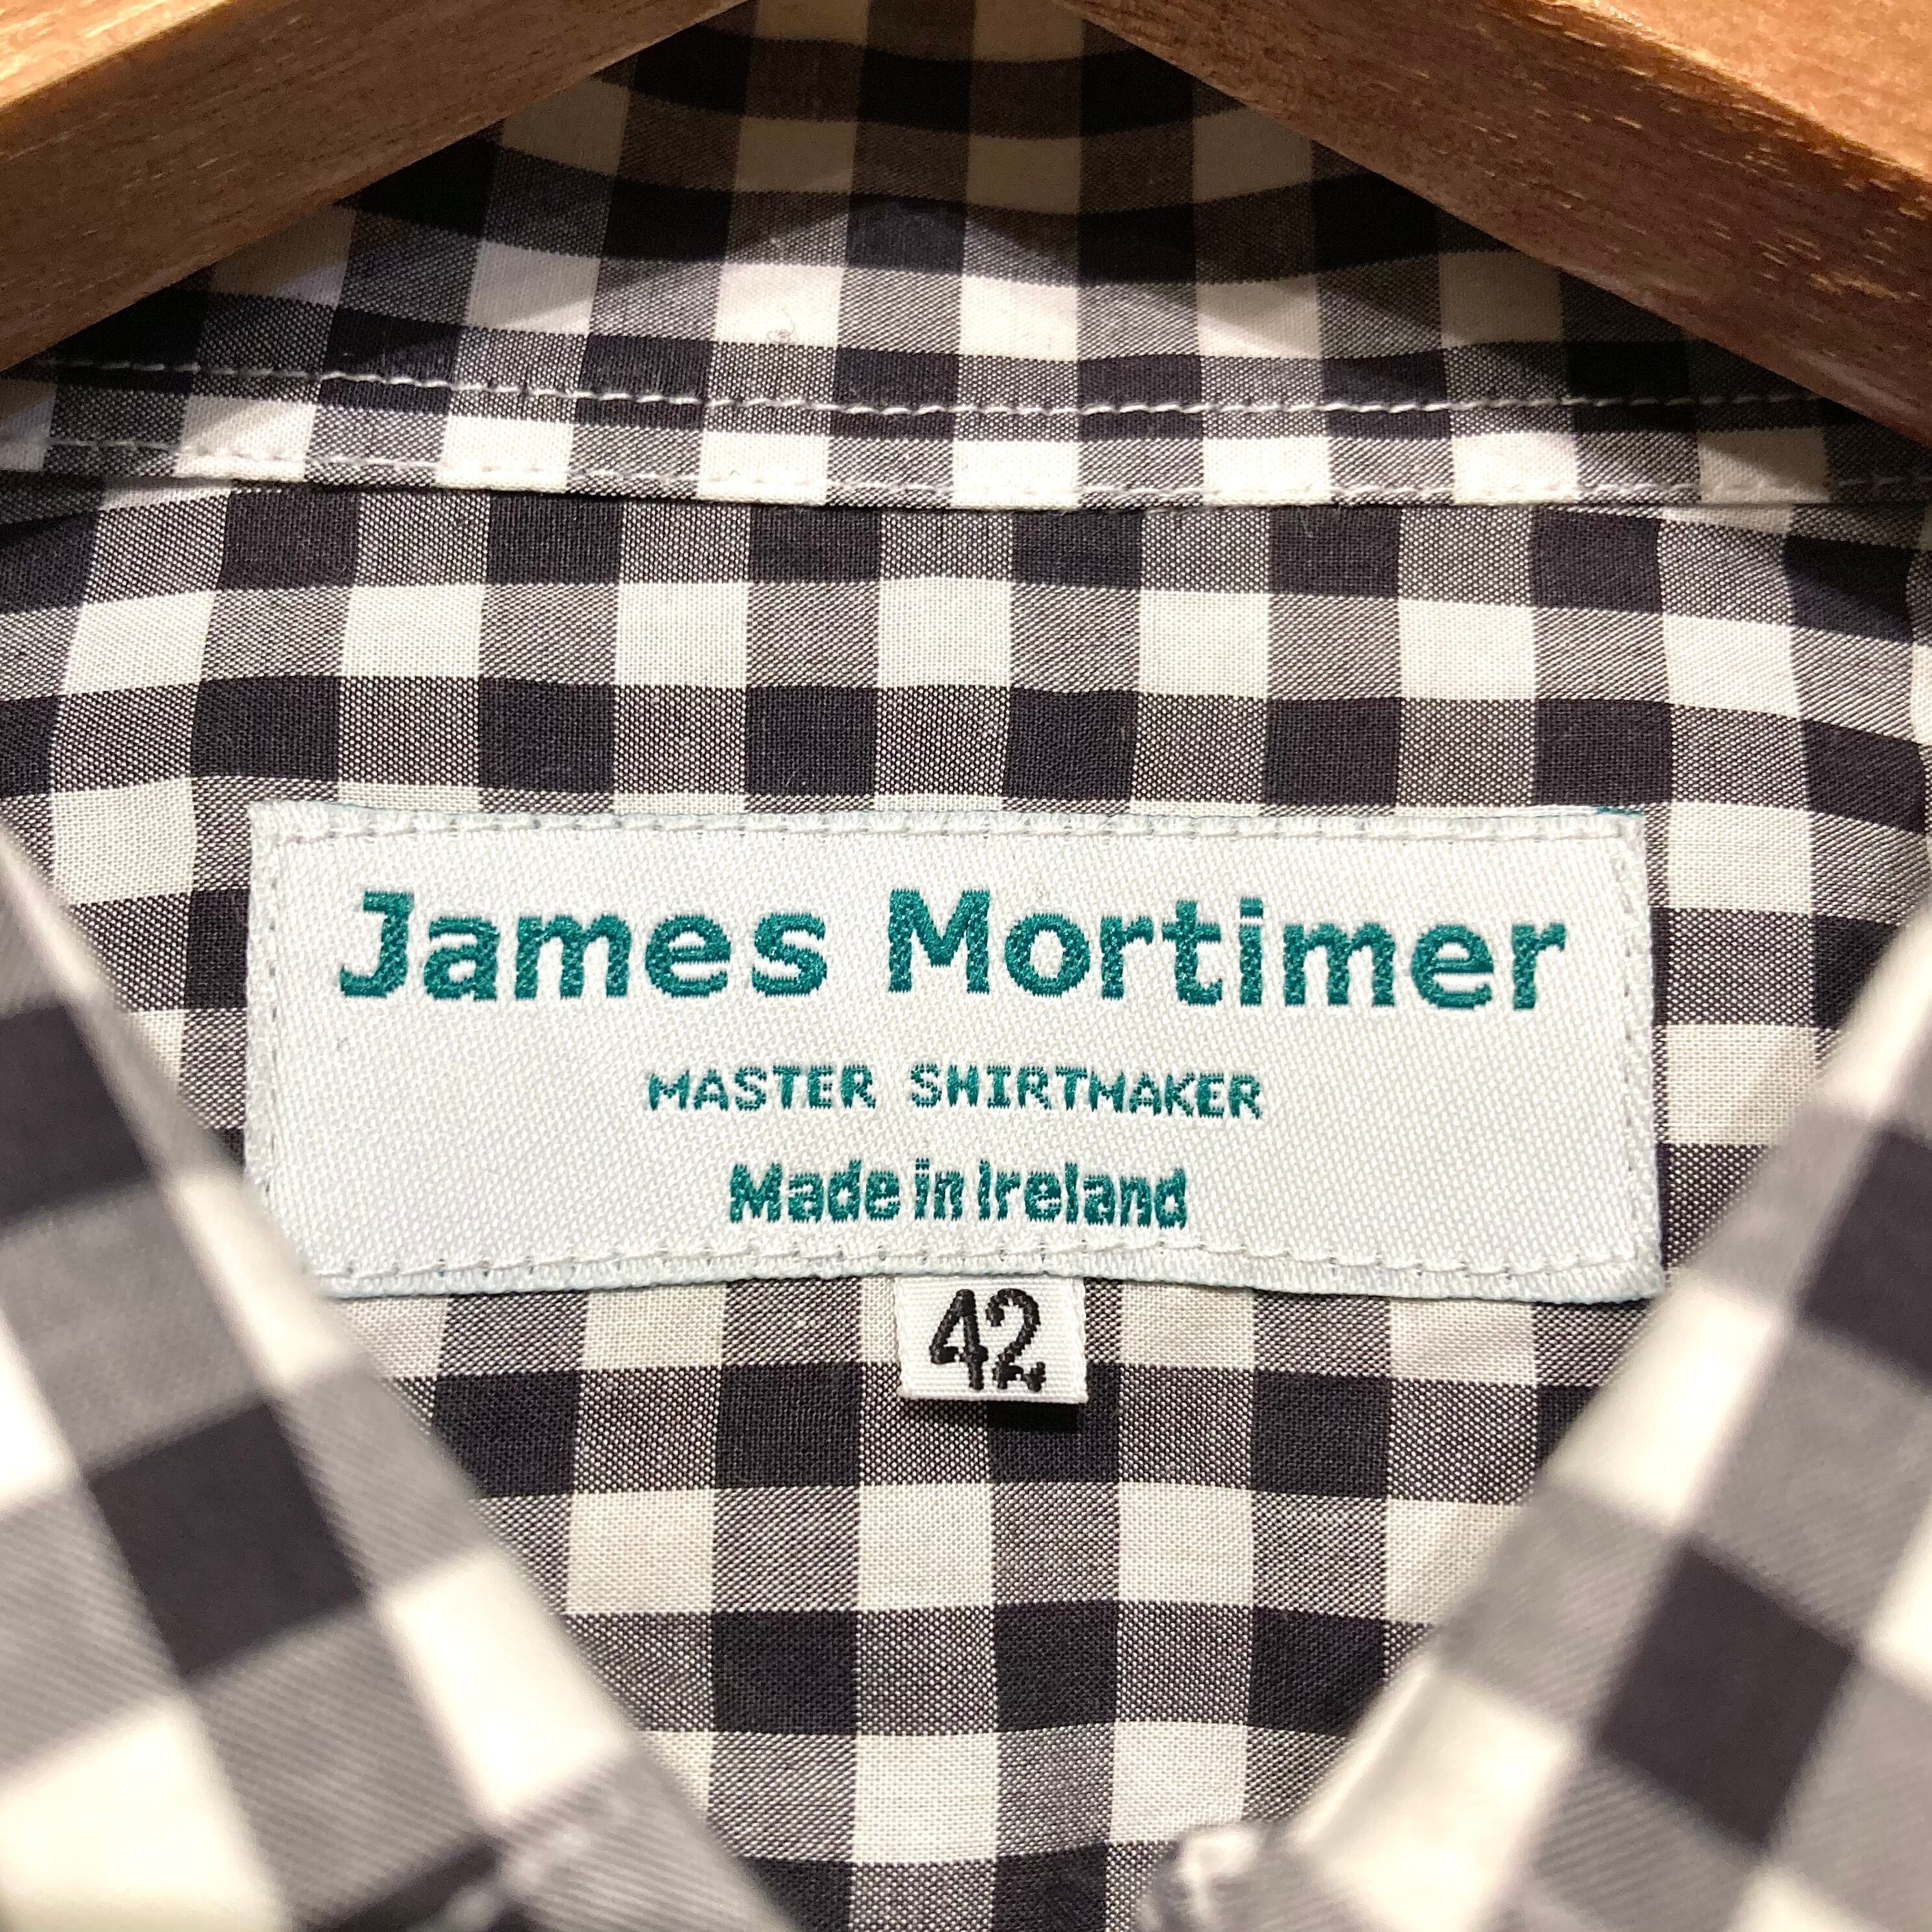 James Mortimer
MASTER SHIRTMAKER
Made in Ireland
42